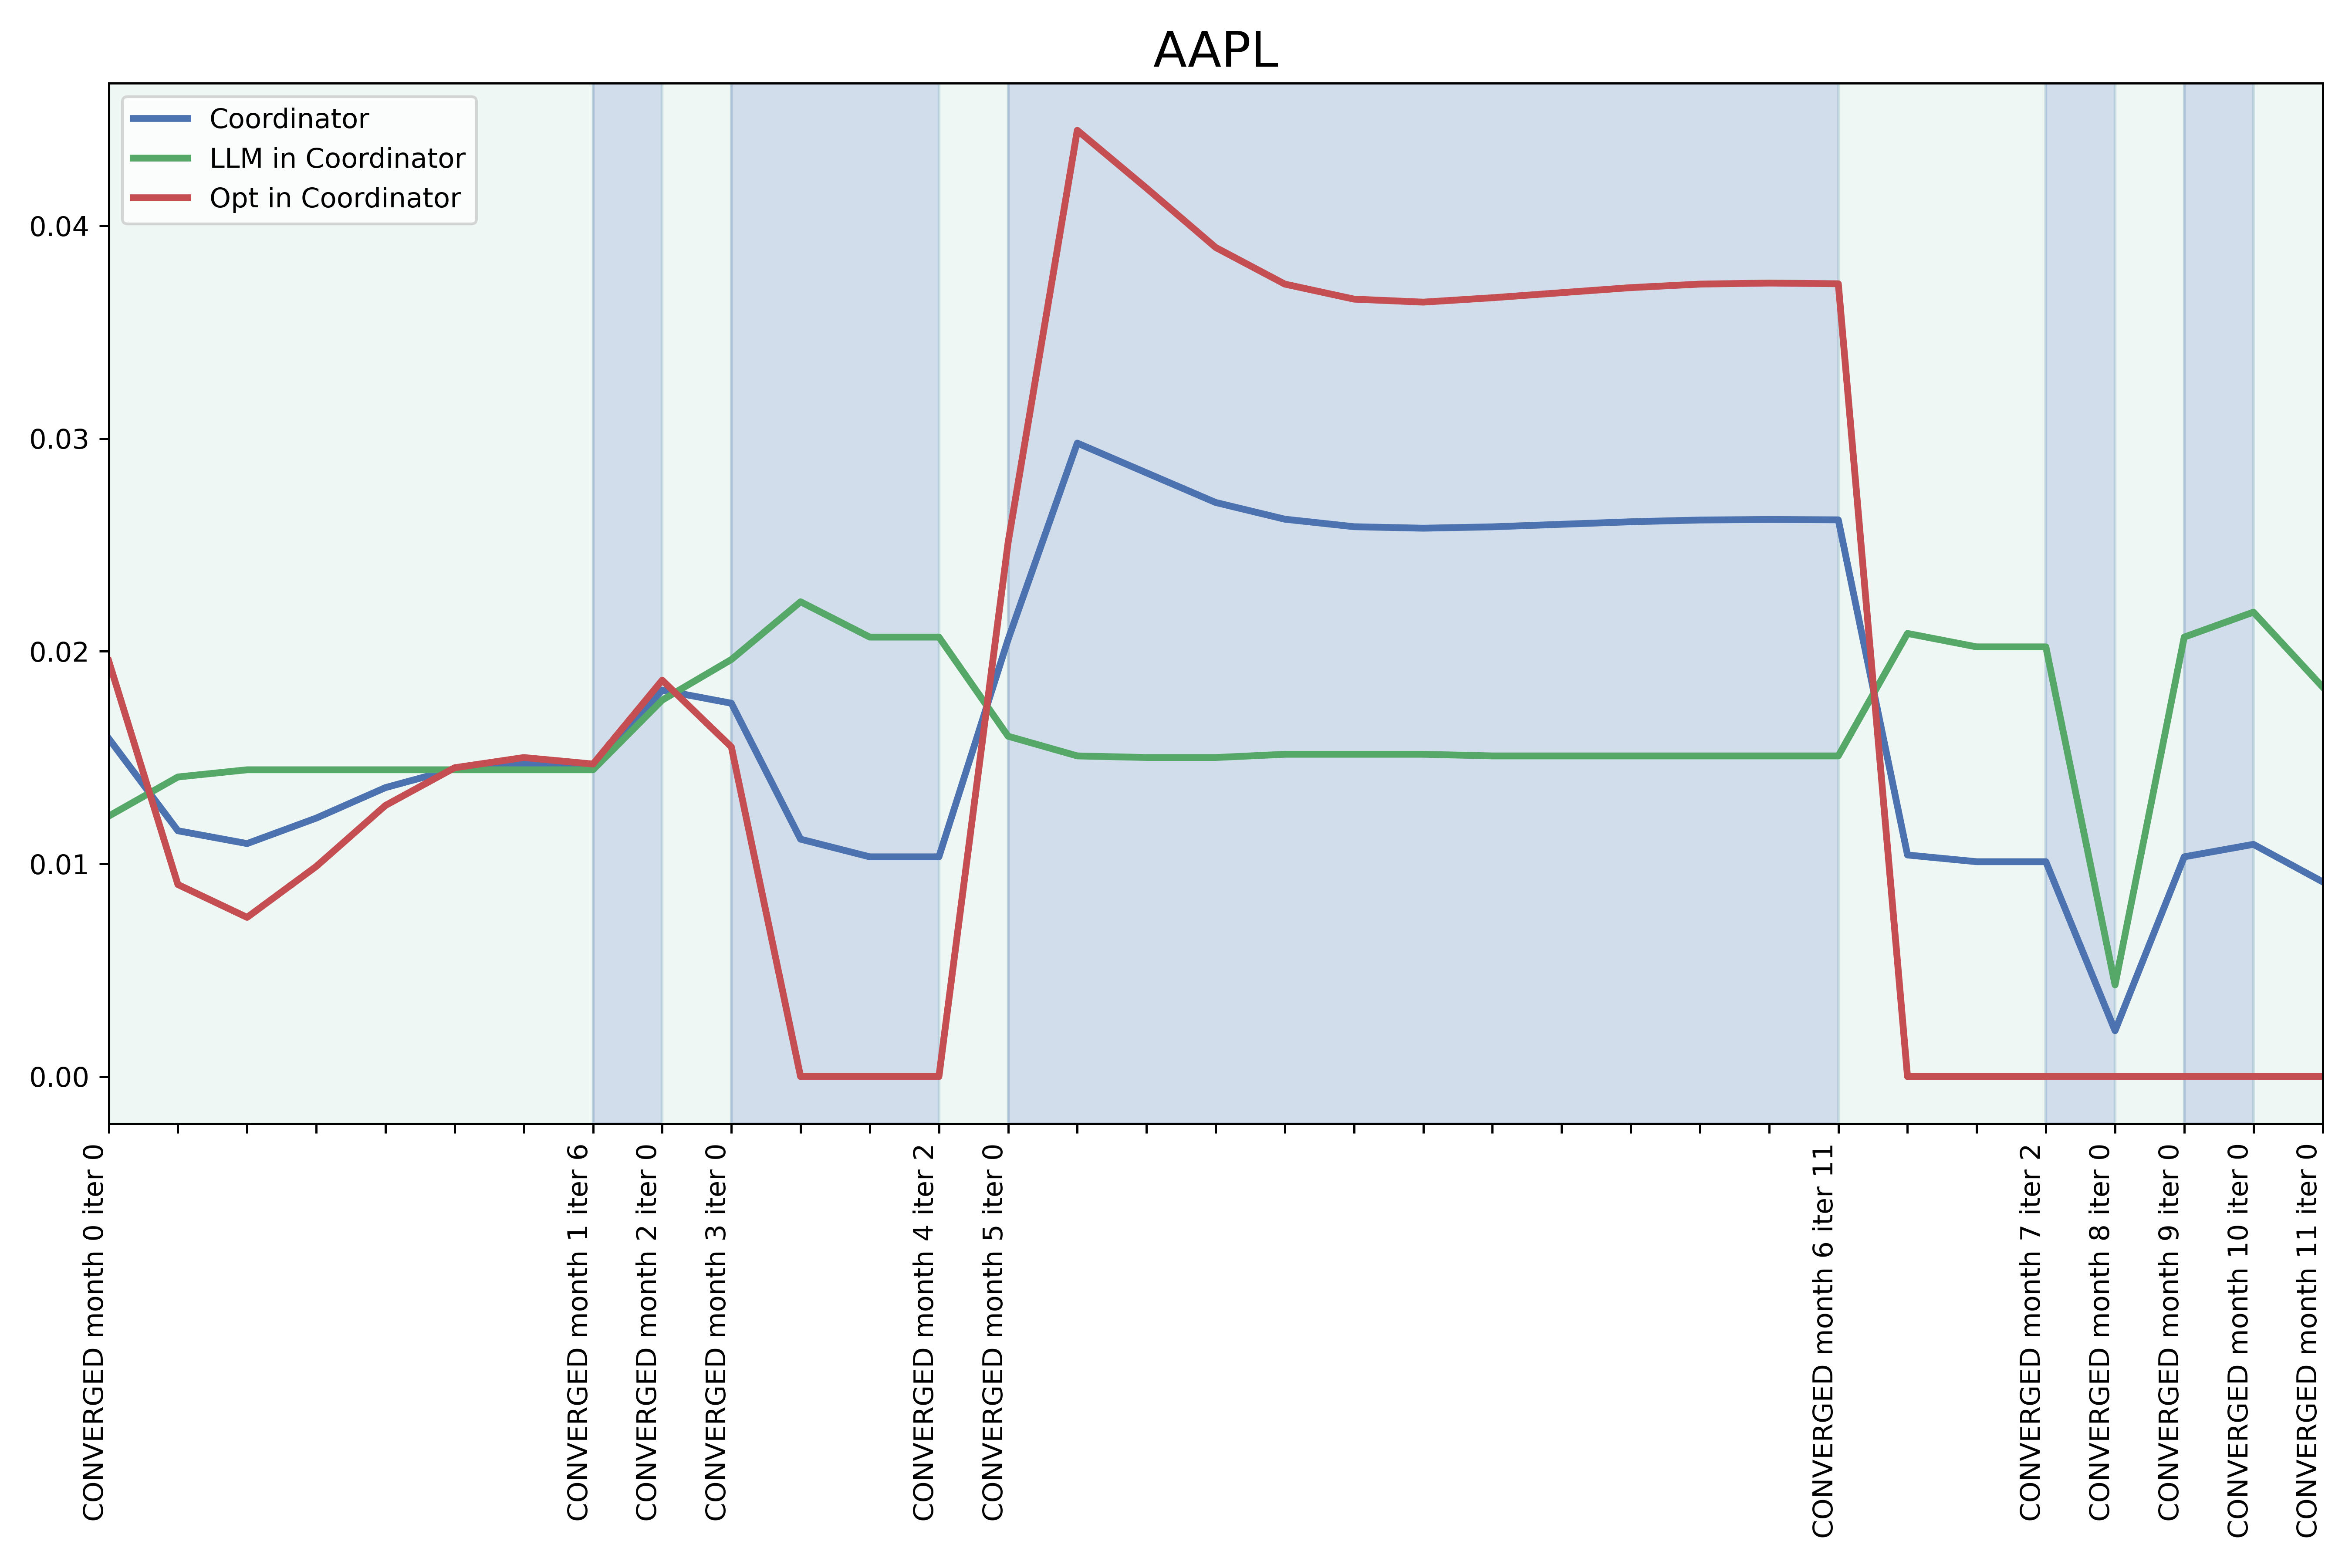 AAPL
Coordinator
LLM in Coordinator
Opt in Coordinator
0.04
0.03
0.02
0.01
0.00
CONVERGED month 0 iter 0
CONVERGED month 1 iter 6
CONVERGED month 2 iter 0
CONVERGED month 3 iter 0
CONVERGED month 4 iter 2
CONVERGED month 5 iter 0
CONVERGED month 6 iter 11
CONVERGED month 7 iter 2
CONVERGED month 8 iter 0
CONVERGED month 9 iter 0
CONVERGED month 10 iter 0
CONVERGED month 11 iter 0